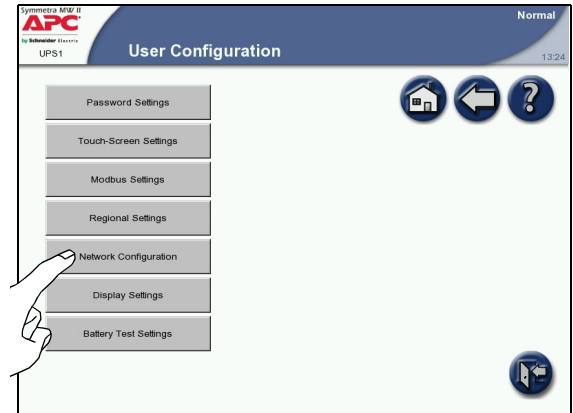 Symmetra MW II
APC
by Schneider Electric
UPS1
User Configuration
Normal
13:24
Password Settings
Touch-Screen Settings
Modbus Settings
Regional Settings
Network Configuration
Display Settings
Battery Test Settings
?